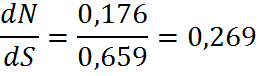 dN/dS = 0,176/0,659 = 0,269